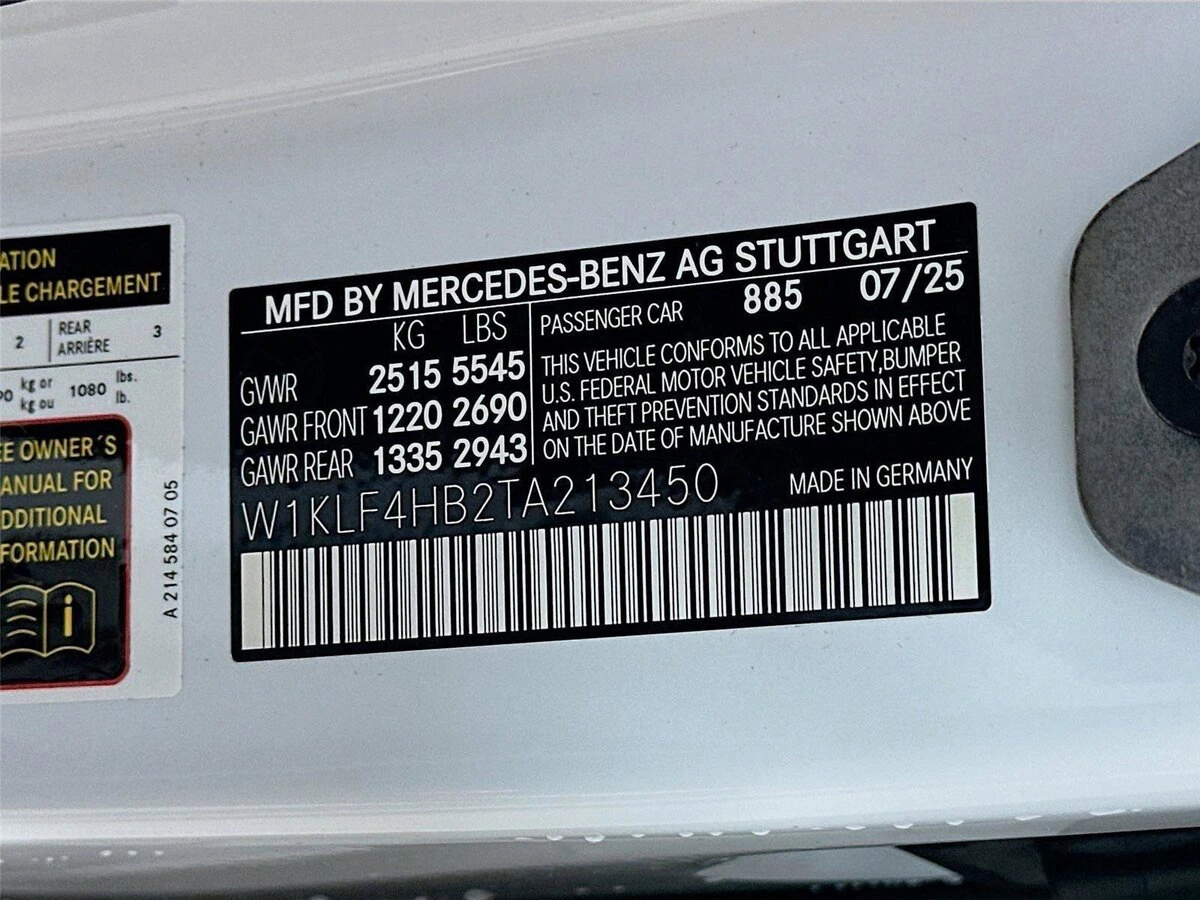 ATION
LE CHARGEMENT
2 REAR ARRIÈRE 3
kg or kg ou 1080 lbs. lb.
EE OWNER´S
ANUAL FOR
DDITIONAL
FORMATION
A 214 584 07 05
MFD BY MERCEDES-BENZ AG STUTTGART
KG LBS
GVWR 2515 5545
GAWR FRONT 1220 2690
GAWR REAR 1335 2943
PASSENGER CAR 885 07/25
THIS VEHICLE CONFORMS TO ALL APPLICABLE
U.S. FEDERAL MOTOR VEHICLE SAFETY,BUMPER
AND THEFT PREVENTION STANDARDS IN EFFECT
ON THE DATE OF MANUFACTURE SHOWN ABOVE
W1KLF4HB2TA213450 MADE IN GERMANY